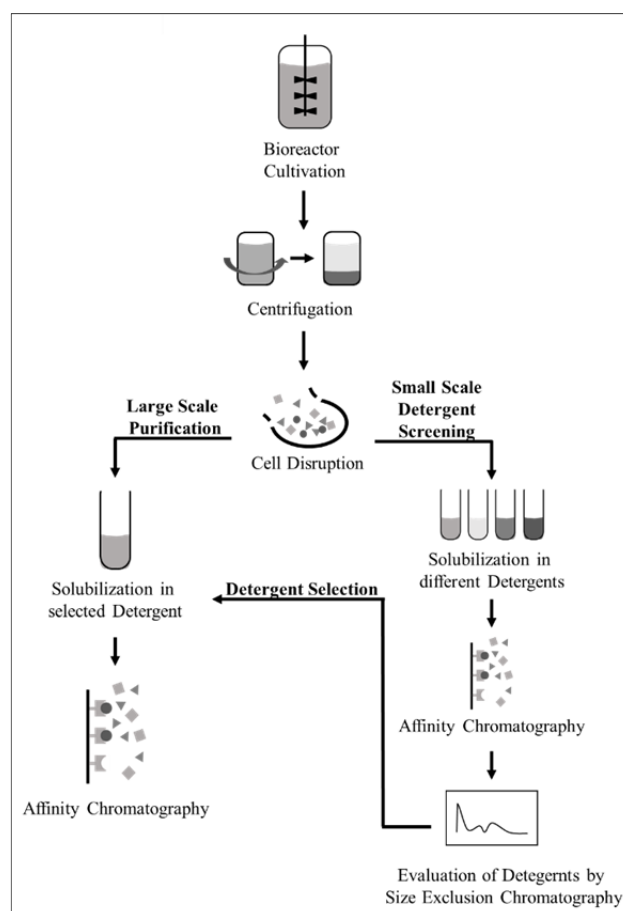 Bioreactor
Cultivation
Centrifugation
Large Scale
Purification
Small Scale
Detergent
Screening
Cell Disruption
Solubilization in
selected Detergent
Detergent Selection
Solubilization in
different Detergents
Affinity Chromatography
Affinity Chromatography
Evaluation of Detegernts by
Size Exclusion Chromatography